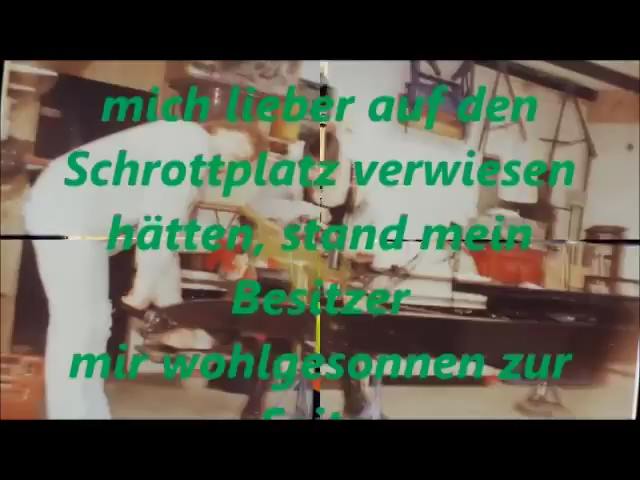 mich lieber auf den
Schrottplatz verwiesen
hätten, stand mein
Besitzer
mir wohlgesonnen zur